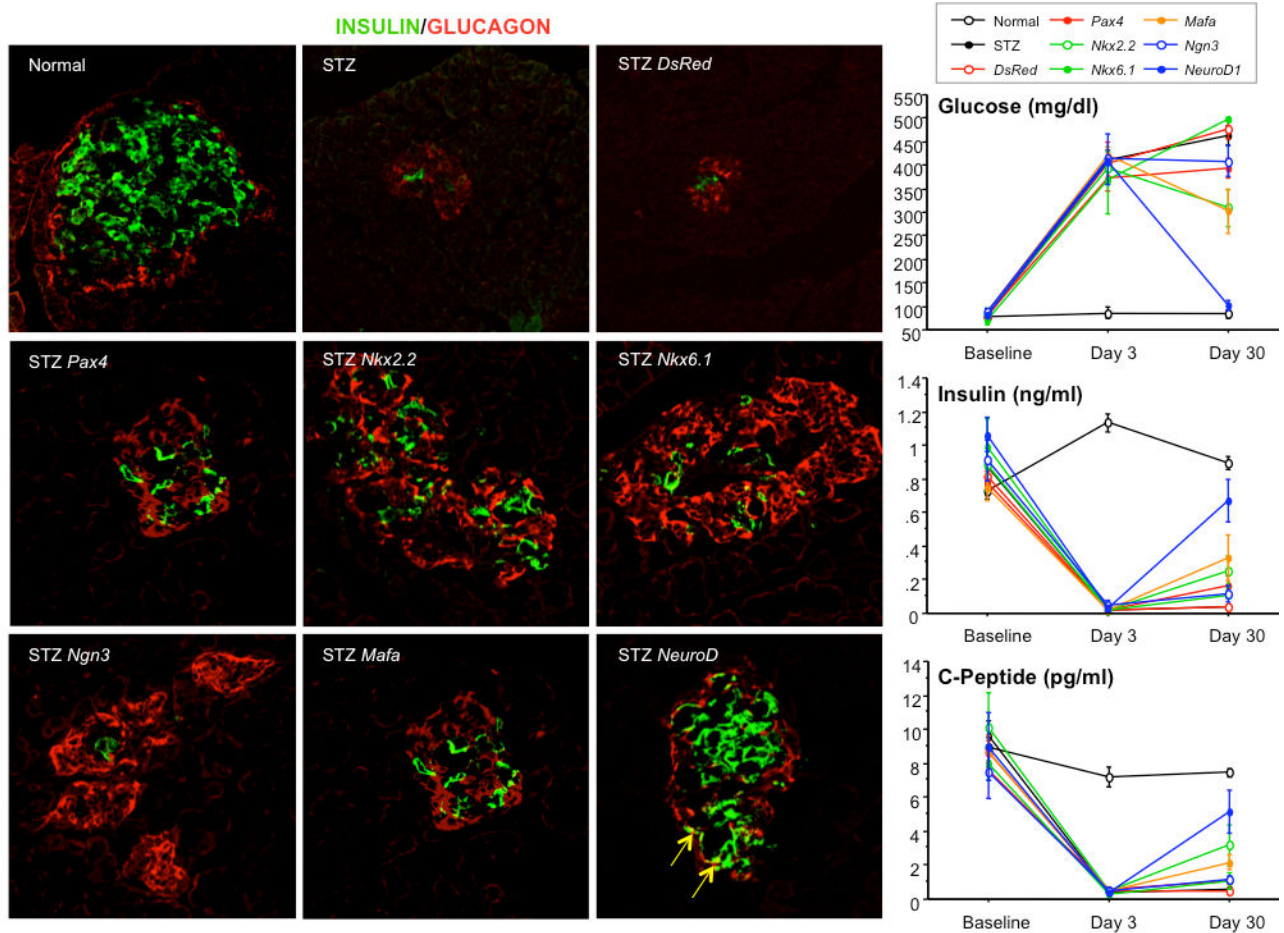 INSULIN/GLUCAGON
Normal
STZ
STZ DsRed
STZ Pax4
STZ Nkx2.2
STZ Nkx6.1
STZ Ngn3
STZ Mafa
STZ NeuroD
Normal Pax4 Mafa
STZ Nkx2.2 Ngn3
DsRed Nkx6.1 NeuroD1
Glucose (mg/dl)
550
500
450
400
350
300
250
200
150
100
50
Baseline Day 3 Day 30
Insulin (ng/ml)
1.4
1.2
1
.8
.6
.4
.2
0
Baseline Day 3 Day 30
C-Peptide (pg/ml)
14
12
10
8
6
4
2
0
Baseline Day 3 Day 30